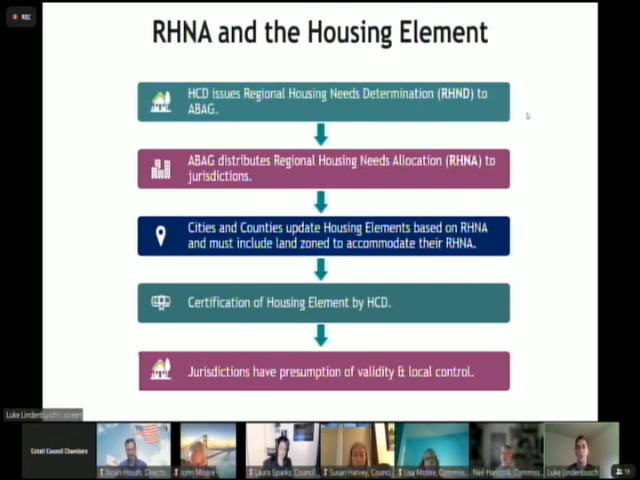 REC
RHNA and the Housing Element
HCD issues Regional Housing Needs Determination (RHND) to
ABAG.
ABAG distributes Regional Housing Needs Allocation (RHNA) to
jurisdictions.
Cities and Counties update Housing Elements based on RHNA
and must include land zoned to accommodate their RHNA.
Certification of Housing Element by HCD.
Jurisdictions have presumption of validity & local control.
Luke Lindenbusch's screen
Cotati Council Chambers
Noah Housh, Directo...
John Moore
Laura Sparks, Council...
Susan Harvey, Counci...
Lisa Moore, Commiss...
Neil Hancock, Commiss...
Luke Lindenbusch